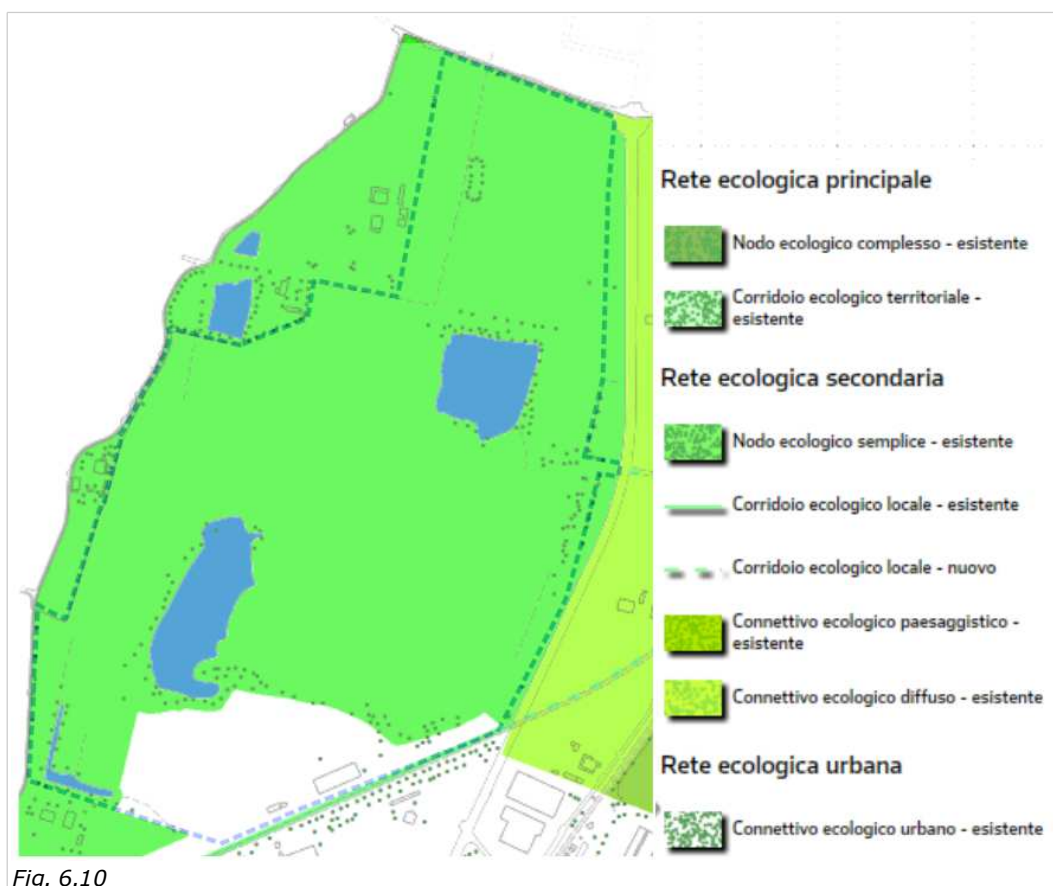 Rete ecologica principale
Nodo ecologico complesso - esistente
Corridoio ecologico territoriale -
esistente
Rete ecologica secondaria
Nodo ecologico semplice - esistente
Corridoio ecologico locale - esistente
Corridoio ecologico locale - nuovo
Connettivo ecologico paesaggistico -
esistente
Connettivo ecologico diffuso - esistente
Rete ecologica urbana
Connettivo ecologico urbano - esistente
Fig. 6.10